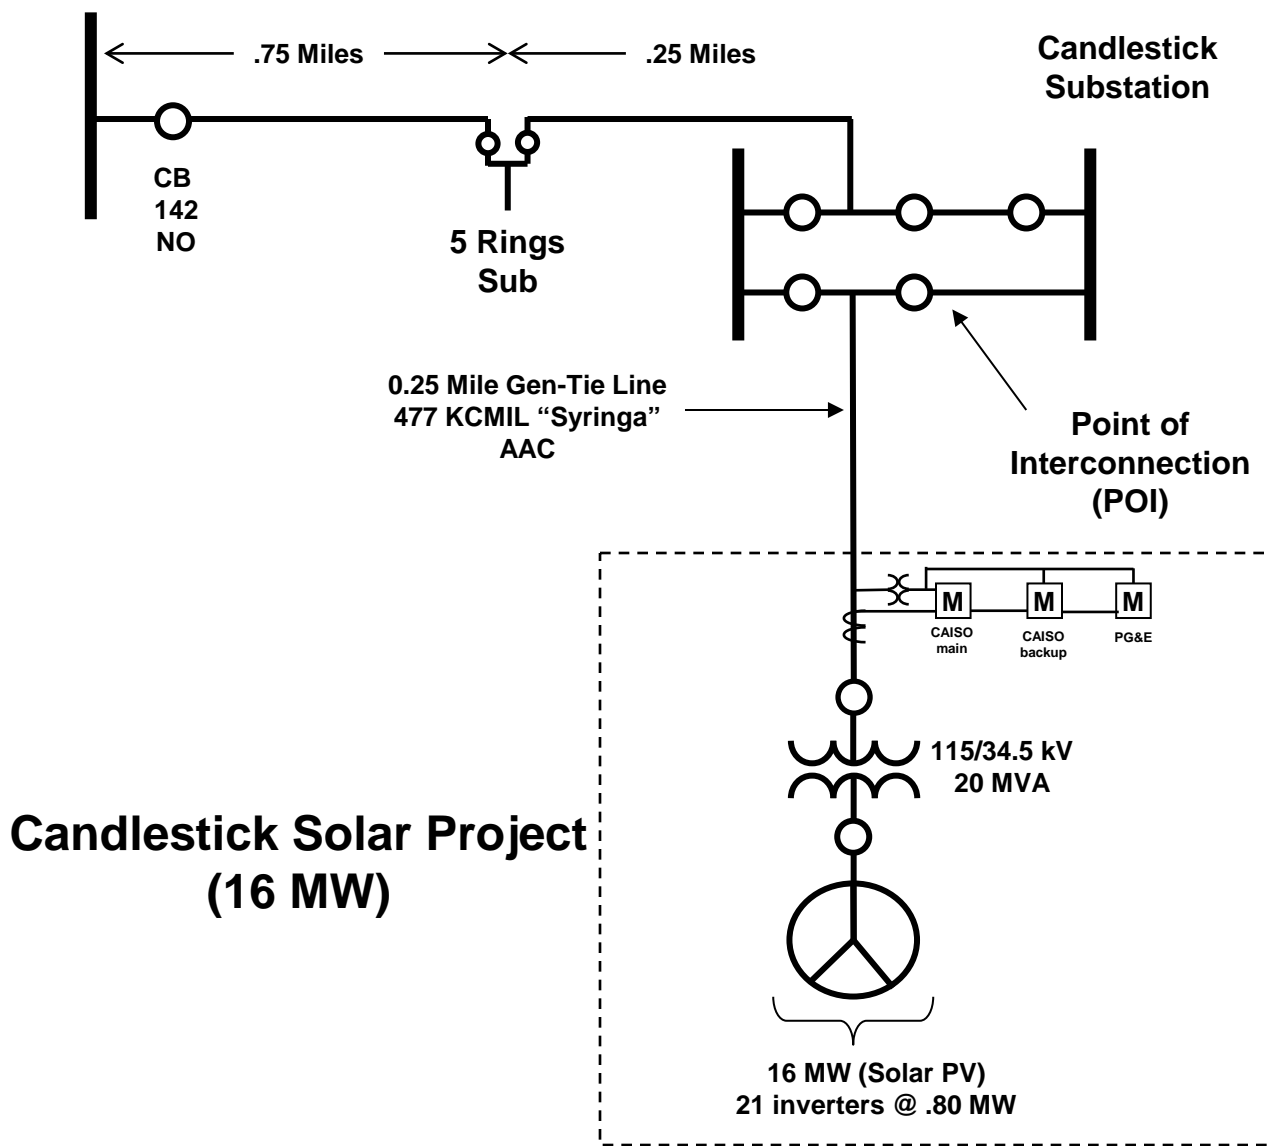 .75 Miles
.25 Miles
Candlestick
Substation
CB
142
NO
5 Rings
Sub
0.25 Mile Gen-Tie Line
477 KCMIL “Syringa”
AAC
Point of
Interconnection
(POI)
M
M
M
CAISO
main
CAISO
backup
PG&E
115/34.5 kV
20 MVA
Candlestick Solar Project
(16 MW)
16 MW (Solar PV)
21 inverters @ .80 MW